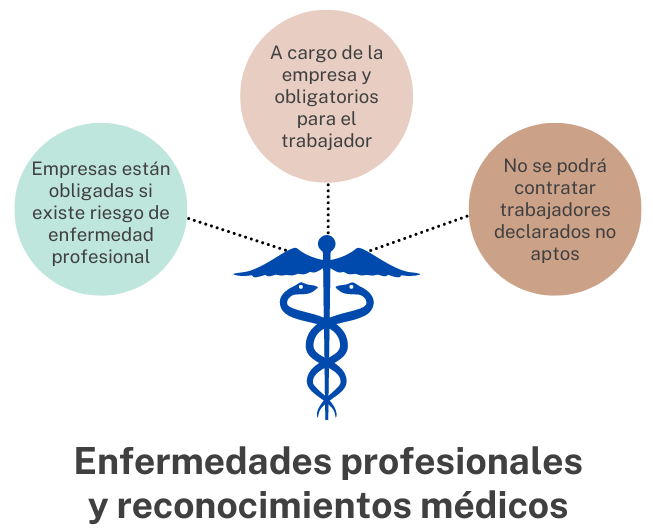 A cargo de la
empresa y
obligatorios
para el
trabajador
Empresas están
obligadas si
existe riesgo de
enfermedad
profesional
No se podrá
contratar
trabajadores
declarados no
aptos
Enfermedades profesionales
y reconocimientos médicos